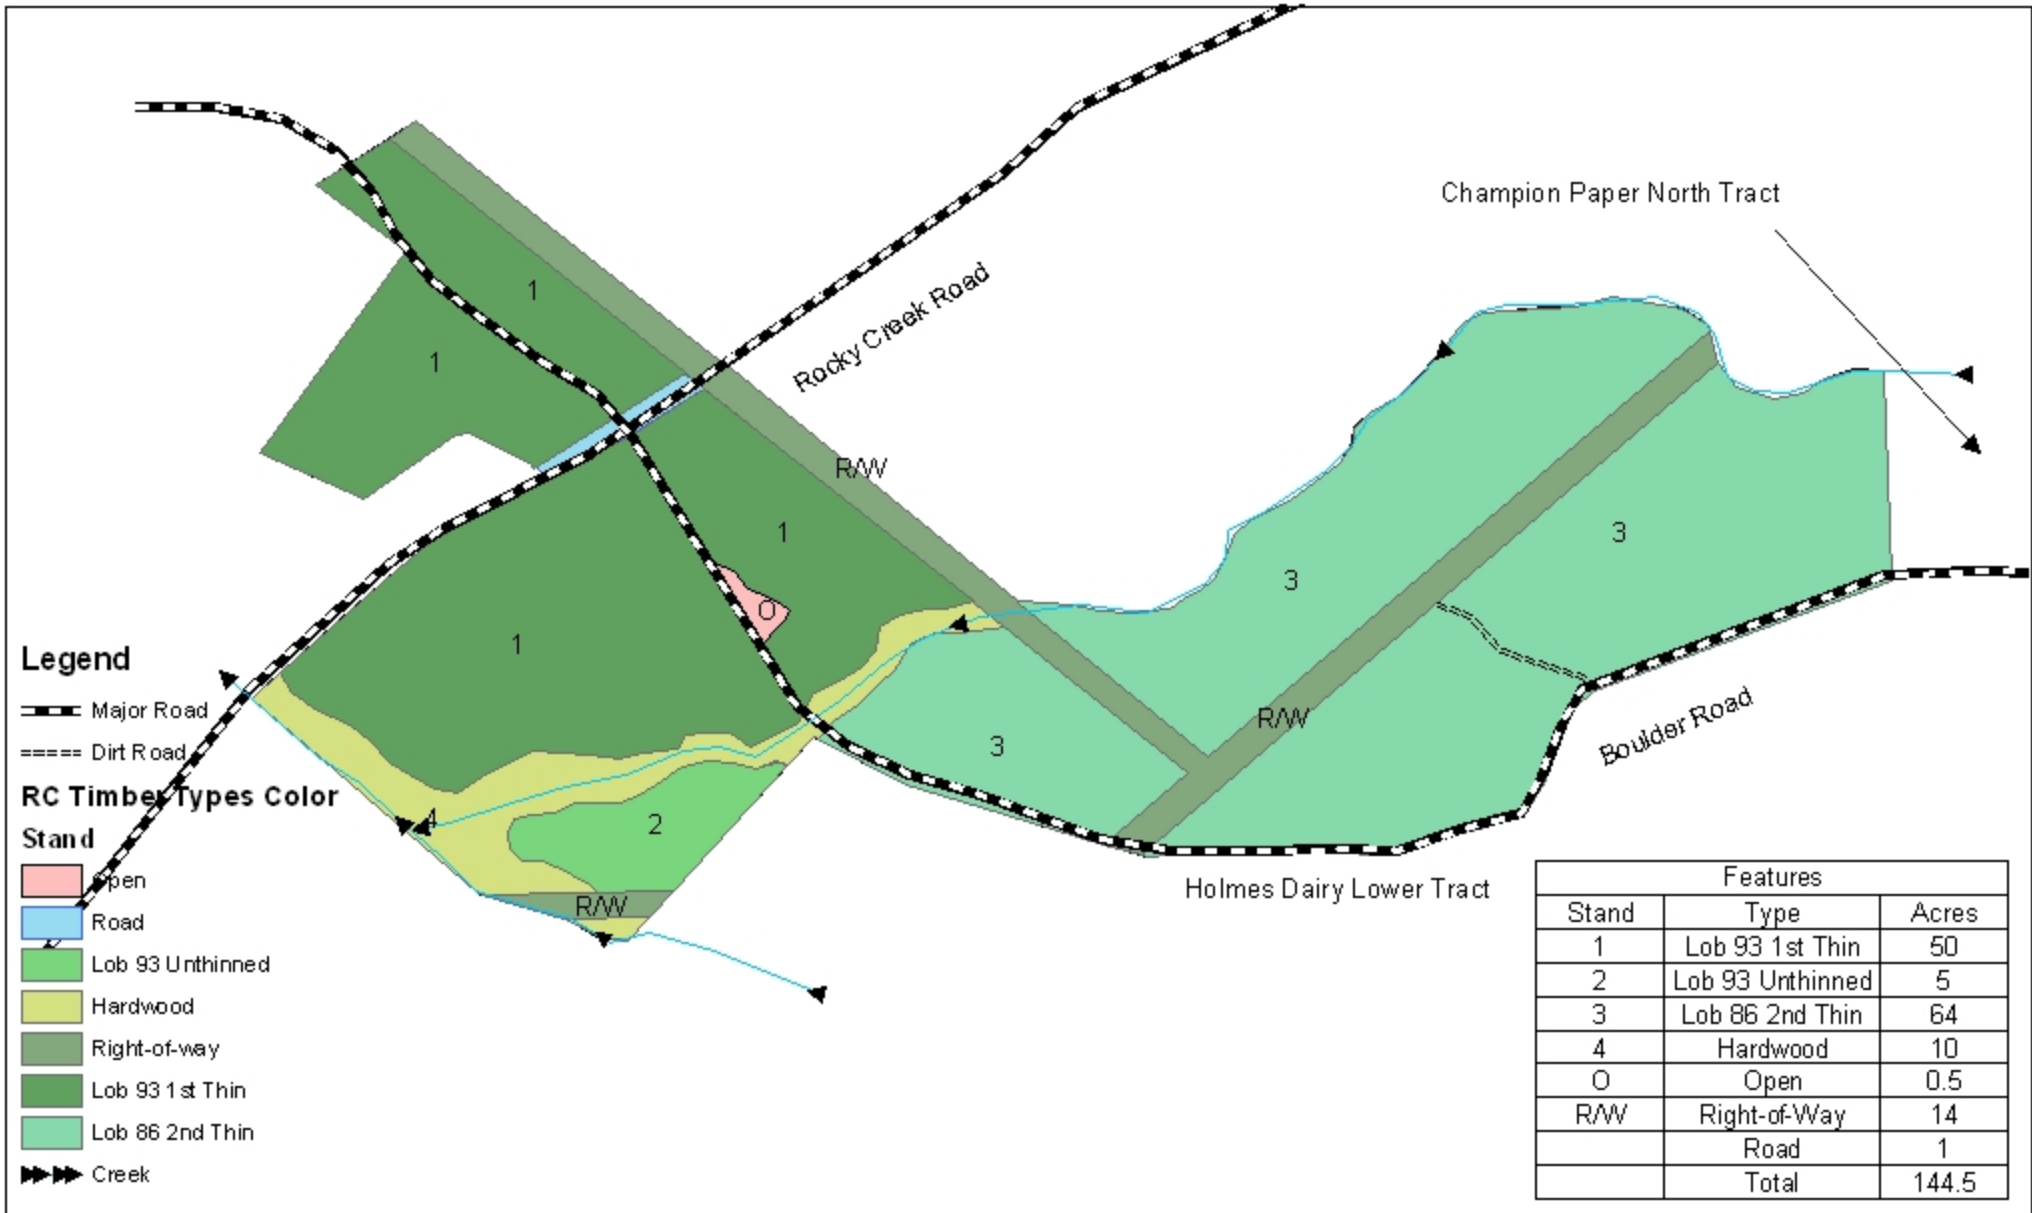 Champion Paper North Tract
1
Rocky Creek Road
1
R/W
1
3
3
O
1
Legend
Major Road
Dirt Road
R/W
Boulder Road
3
RC Timber Types Color
4
2
Stand
Open
R/W
Road
Lob 93 Unthinned
Hardwood
Right-of-way
Lob 93 1st Thin
Lob 86 2nd Thin
Creek
Holmes Dairy Lower Tract
Features
Stand Type Acres
1 Lob 93 1st Thin 50
2 Lob 93 Unthinned 5
3 Lob 86 2nd Thin 64
4 Hardwood 10
O Open 0.5
R/W Right-of-Way 14
Road 1
Total 144.5